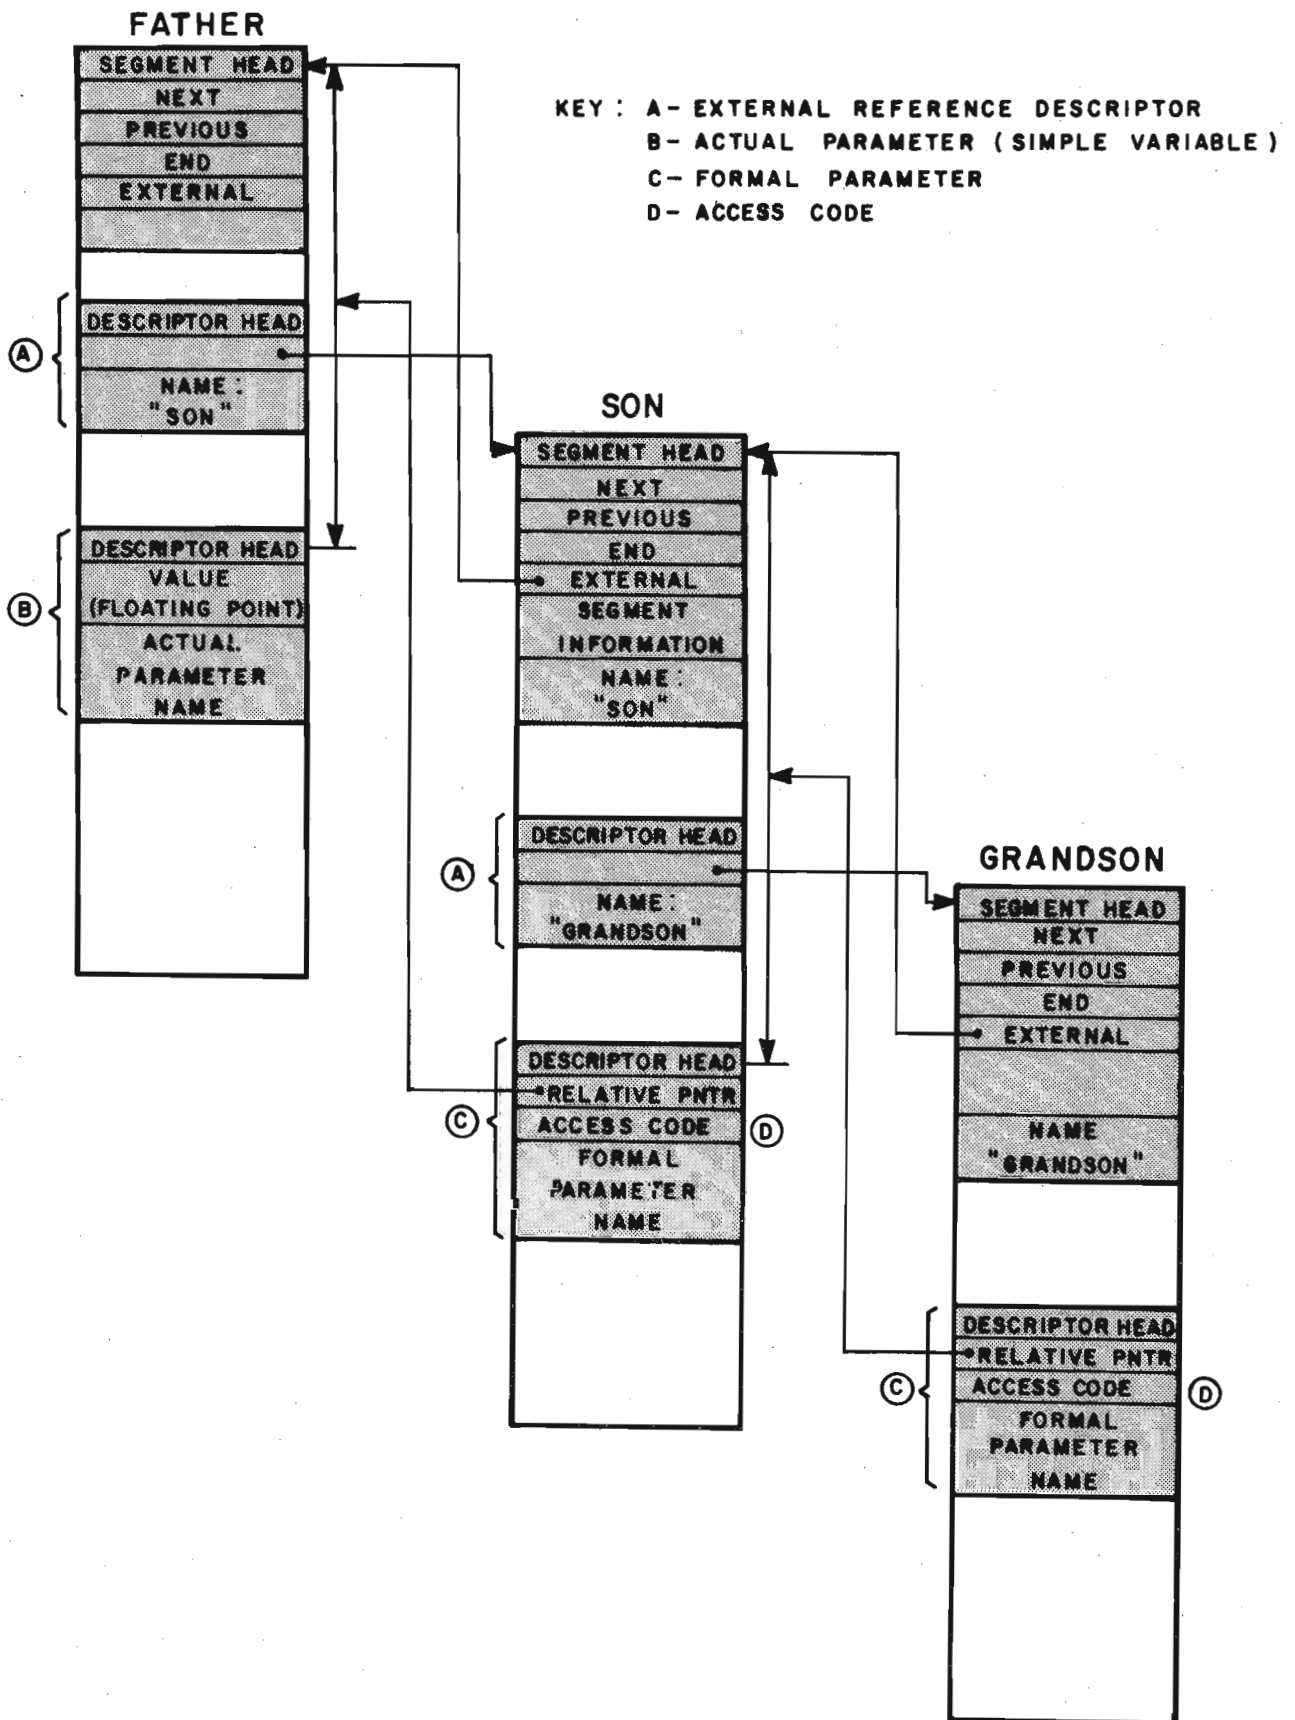 FATHER
SEGMENT HEAD
NEXT
PREVIOUS
END
EXTERNAL
KEY : A- EXTERNAL REFERENCE DESCRIPTOR
B- ACTUAL PARAMETER (SIMPLE VARIABLE)
C- FORMAL PARAMETER
D- ACCESS CODE
A
DESCRIPTOR HEAD
NAME:
"SON"
B
DESCRIPTOR HEAD
VALUE
(FLOATING POINT)
ACTUAL
PARAMETER
NAME
SON
SEGMENT HEAD
NEXT
PREVIOUS
END
EXTERNAL
SEGMENT
INFORMATION
NAME:
"SON"
A
DESCRIPTOR HEAD
NAME:
"GRANDSON"
C
DESCRIPTOR HEAD
RELATIVE PNTR
ACCESS CODE
D
FORMAL
PARAMETER
NAME
GRANDSON
SEGMENT HEAD
NEXT
PREVIOUS
END
EXTERNAL
NAME
"GRANDSON"
C
DESCRIPTOR HEAD
RELATIVE PNTR
ACCESS CODE
D
FORMAL
PARAMETER
NAME